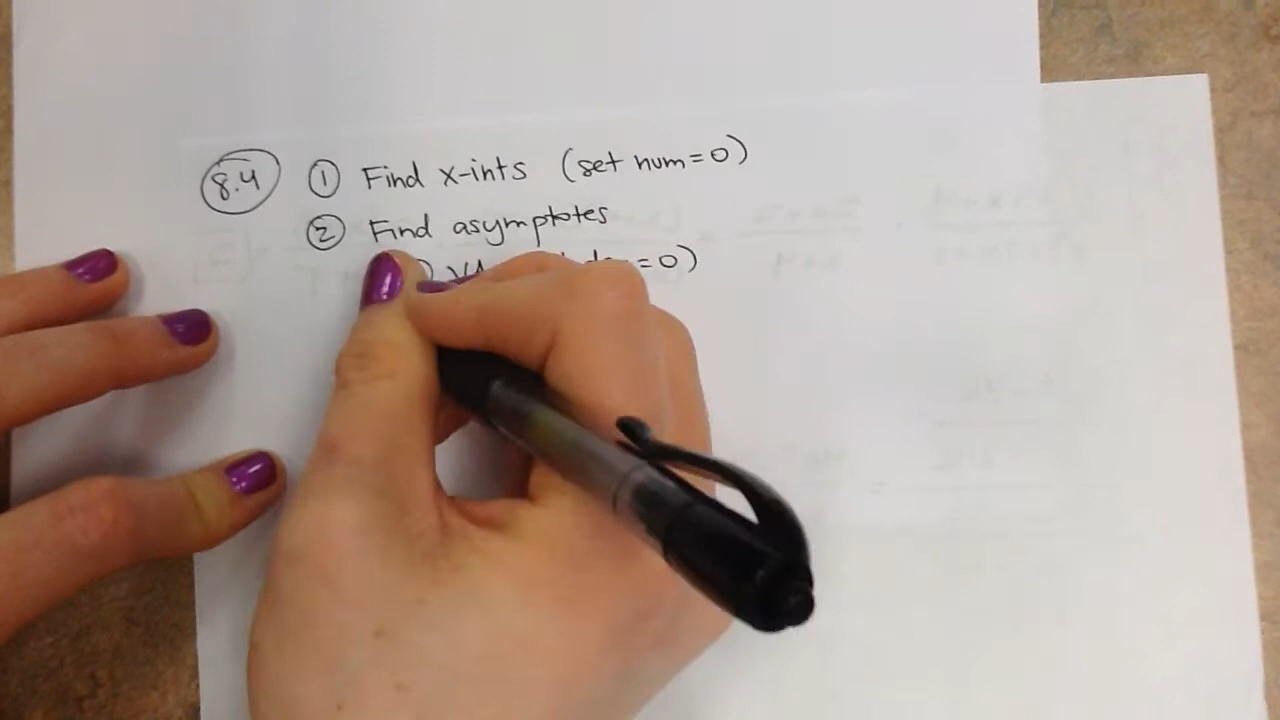 8.4 ① Find x-ints (set num=0)
② Find asymptotes
=0)